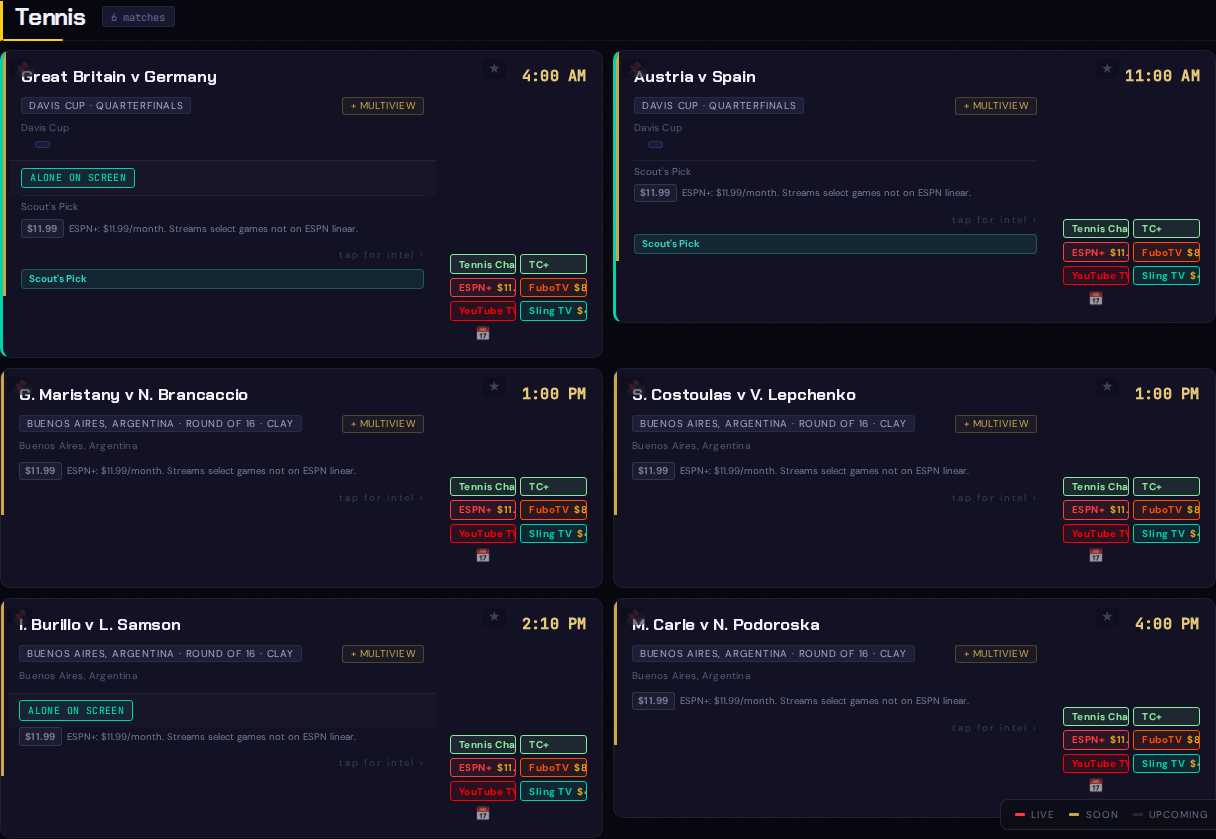 Tennis 6 matches
Great Britain v Germany ★ 4:00 AM
DAVIS CUP · QUARTERFINALS + MULTIVIEW
Davis Cup
ALONE ON SCREEN
Scout's Pick
$11.99 ESPN+: $11.99/month. Streams select games not on ESPN linear.
tap for intel ›
Scout's Pick
Tennis Cha TC+
ESPN+ $11. FuboTV $8
YouTube TV Sling TV $4
17
Austria v Spain ★ 11:00 AM
DAVIS CUP · QUARTERFINALS + MULTIVIEW
Davis Cup
Scout's Pick
$11.99 ESPN+: $11.99/month. Streams select games not on ESPN linear.
tap for intel ›
Scout's Pick
Tennis Cha TC+
ESPN+ $11. FuboTV $8
YouTube TV Sling TV $4
17
G. Maristany v N. Brancaccio ★ 1:00 PM
BUENOS AIRES, ARGENTINA · ROUND OF 16 · CLAY + MULTIVIEW
Buenos Aires, Argentina
$11.99 ESPN+: $11.99/month. Streams select games not on ESPN linear.
tap for intel ›
Tennis Cha TC+
ESPN+ $11. FuboTV $8
YouTube TV Sling TV $4
17
S. Costoulas v V. Lepchenko ★ 1:00 PM
BUENOS AIRES, ARGENTINA · ROUND OF 16 · CLAY + MULTIVIEW
Buenos Aires, Argentina
$11.99 ESPN+: $11.99/month. Streams select games not on ESPN linear.
tap for intel ›
Tennis Cha TC+
ESPN+ $11. FuboTV $8
YouTube TV Sling TV $4
17
I. Burillo v L. Samson ★ 2:10 PM
BUENOS AIRES, ARGENTINA · ROUND OF 16 · CLAY + MULTIVIEW
Buenos Aires, Argentina
ALONE ON SCREEN
$11.99 ESPN+: $11.99/month. Streams select games not on ESPN linear.
tap for intel ›
Tennis Cha TC+
ESPN+ $11. FuboTV $8
YouTube TV Sling TV $4
17
M. Carle v N. Podoroska ★ 4:00 PM
BUENOS AIRES, ARGENTINA · ROUND OF 16 · CLAY + MULTIVIEW
Buenos Aires, Argentina
$11.99 ESPN+: $11.99/month. Streams select games not on ESPN linear.
tap for intel ›
Tennis Cha TC+
ESPN+ $11. FuboTV $8
YouTube TV Sling TV $4
17
LIVE SOON UPCOMING